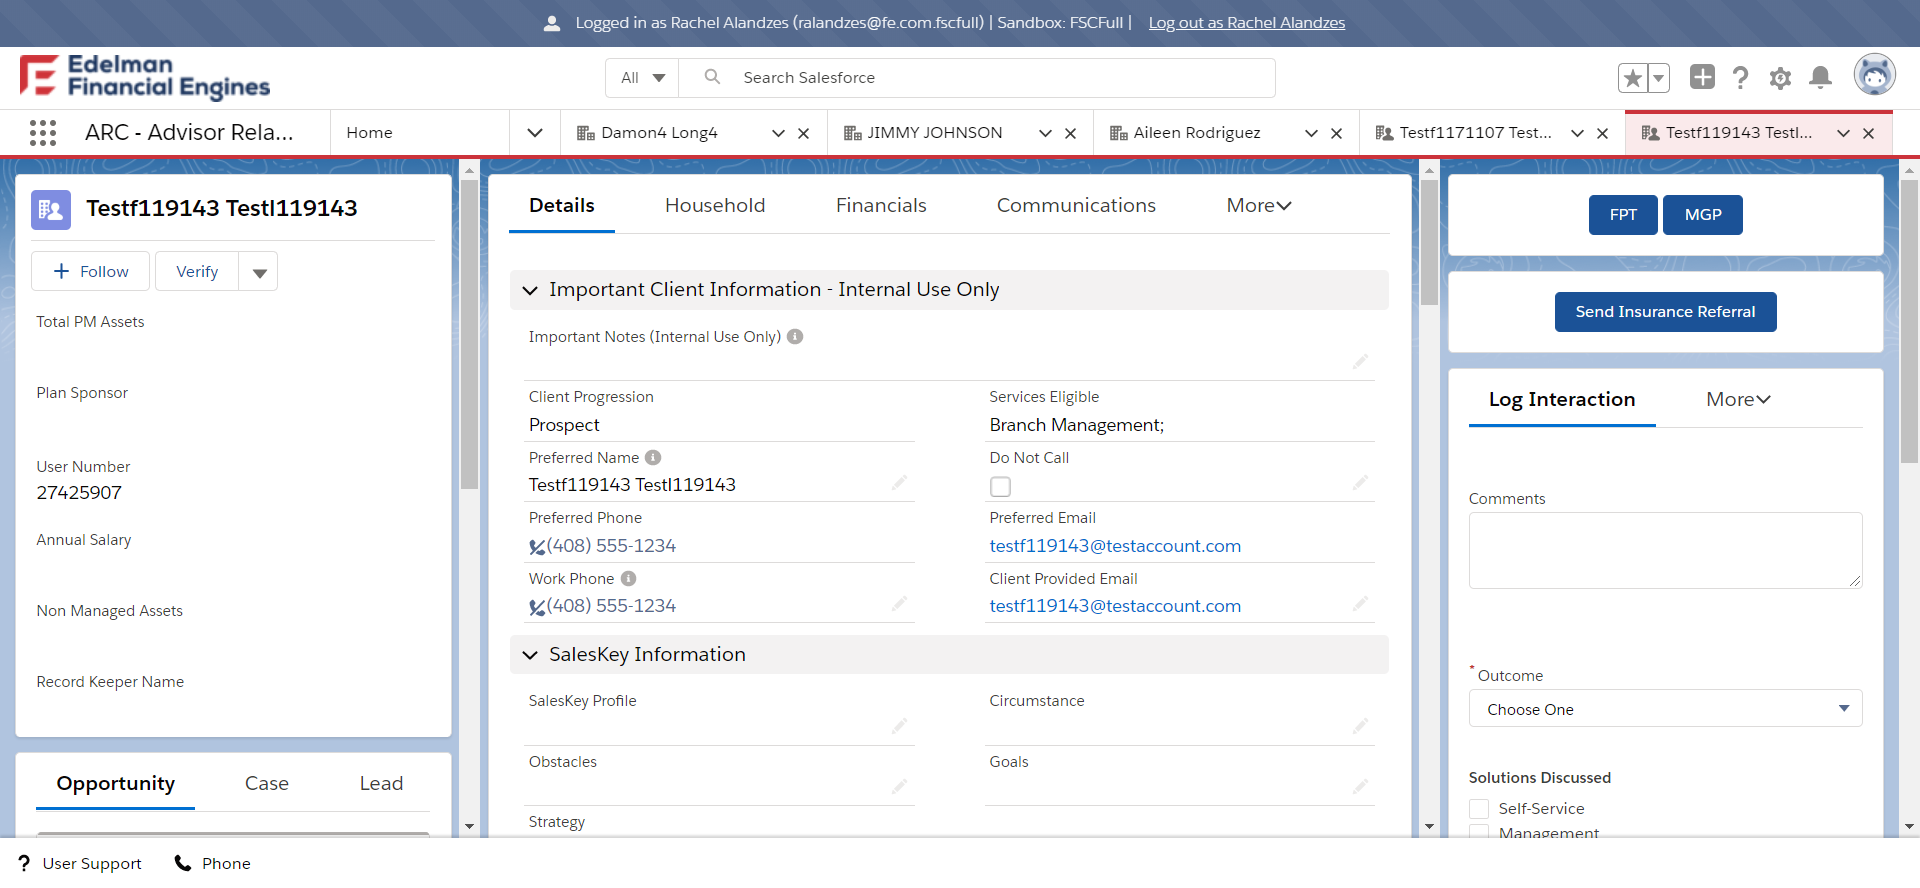 Logged in as Rachel Alandzes (ralandzes@fe.com.fscfull) | Sandbox: FSCFull | Log out as Rachel Alandzes
Edelman
Financial Engines
All
Search Salesforce
ARC - Advisor Rela...
Home
Damon4 Long4
JIMMY JOHNSON
Aileen Rodriguez
Testf1171107 Test...
Testf119143 Testl...
Testf119143 Testl119143
Follow
Verify
Total PM Assets
Plan Sponsor
User Number
27425907
Annual Salary
Non Managed Assets
Record Keeper Name
Opportunity
Case
Lead
Details
Household
Financials
Communications
More
Important Client Information - Internal Use Only
Important Notes (Internal Use Only)
Client Progression
Prospect
Services Eligible
Branch Management;
Preferred Name
Testf119143 Testl119143
Do Not Call
Preferred Phone
(408) 555-1234
Preferred Email
testf119143@testaccount.com
Work Phone
(408) 555-1234
Client Provided Email
testf119143@testaccount.com
SalesKey Information
SalesKey Profile
Circumstance
Obstacles
Goals
Strategy
FPT
MGP
Send Insurance Referral
Log Interaction
More
Comments
*Outcome
Choose One
Solutions Discussed
Self-Service
Management
User Support
Phone